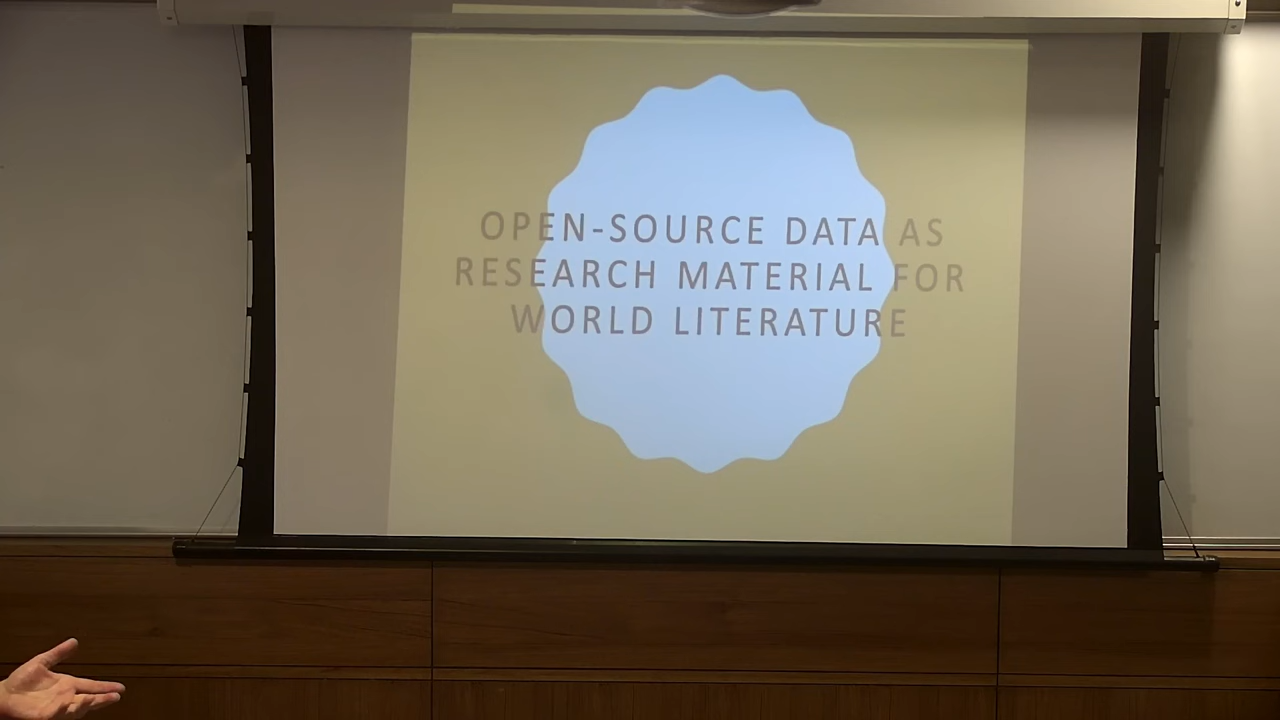 OPEN-SOURCE DATA AS
RESEARCH MATERIAL FOR
WORLD LITERATURE